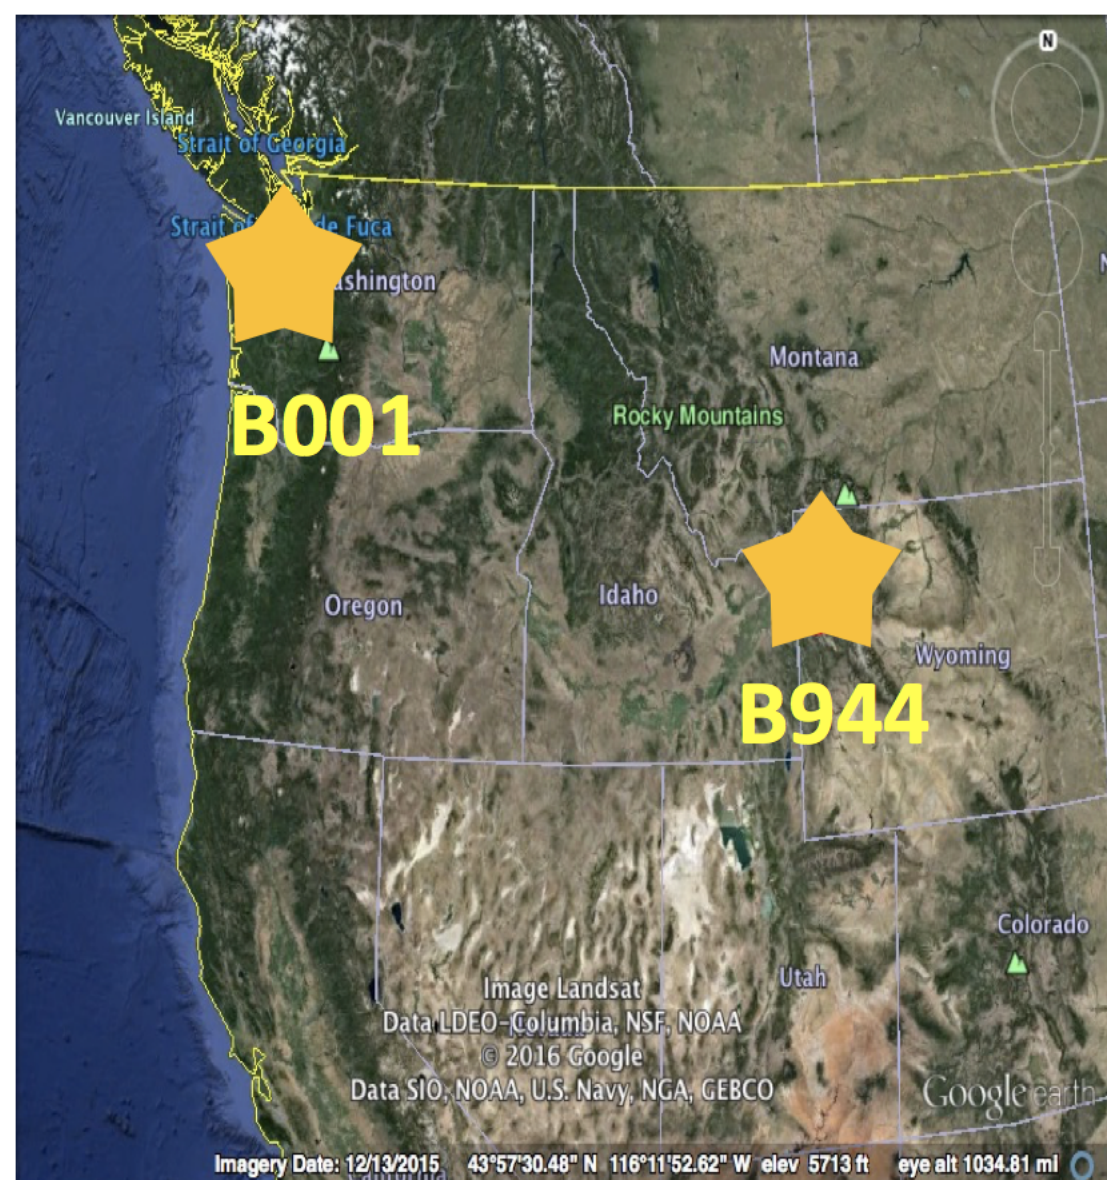 N
Vancouver Island
Strait of Georgia
Strait of de Fuca
ashington
Montana
B001
Rocky Mountains
Oregon
Idaho
Wyoming
B944
Colorado
Utah
Image Landsat
Data LDEO-Columbia, NSF, NOAA
© 2016 Google
Data SIO, NOAA, U.S. Navy, NGA, GEBCO
Google earth
Imagery Date: 12/13/2015 43°57'30.48" N 116°11'52.62" W elev 5713 ft eye alt 1034.81 mi